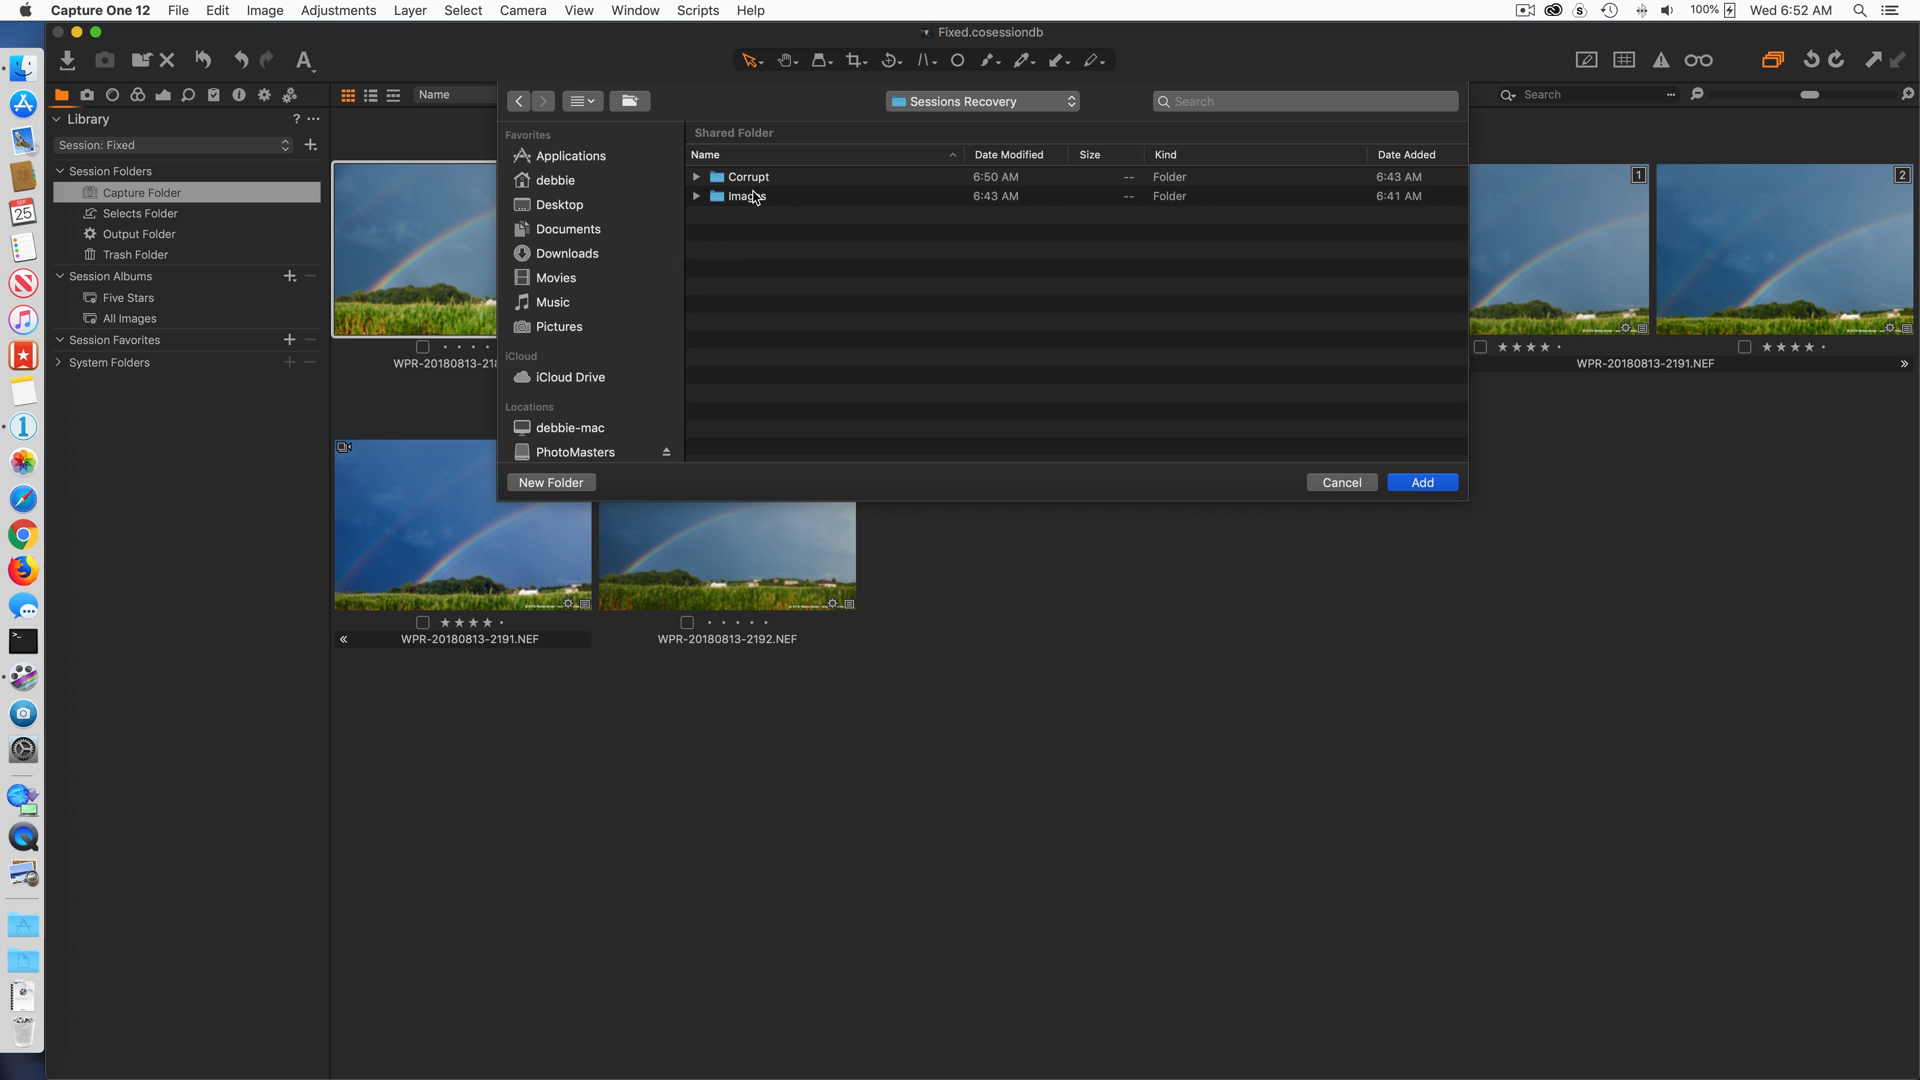 Capture One 12 File Edit Image Adjustments Layer Select Camera View Window Scripts Help 100% Wed 6:52 AM
Fixed.cosessiondb
Name
Search
Library
? ···
Session: Fixed
Session Folders
Capture Folder
Selects Folder
Output Folder
Trash Folder
Session Albums
Five Stars
All Images
Session Favorites
System Folders
Sessions Recovery
Search
Favorites
Applications
debbie
Desktop
Documents
Downloads
Movies
Music
Pictures
iCloud
iCloud Drive
Locations
debbie-mac
PhotoMasters
Shared Folder
Name Date Modified Size Kind Date Added
Corrupt 6:50 AM -- Folder 6:43 AM
Images 6:43 AM -- Folder 6:41 AM
New Folder Cancel Add
1
2
WPR-20180813-218
WPR-20180813-2191.NEF
WPR-20180813-2191.NEF
WPR-20180813-2192.NEF
SEP
25